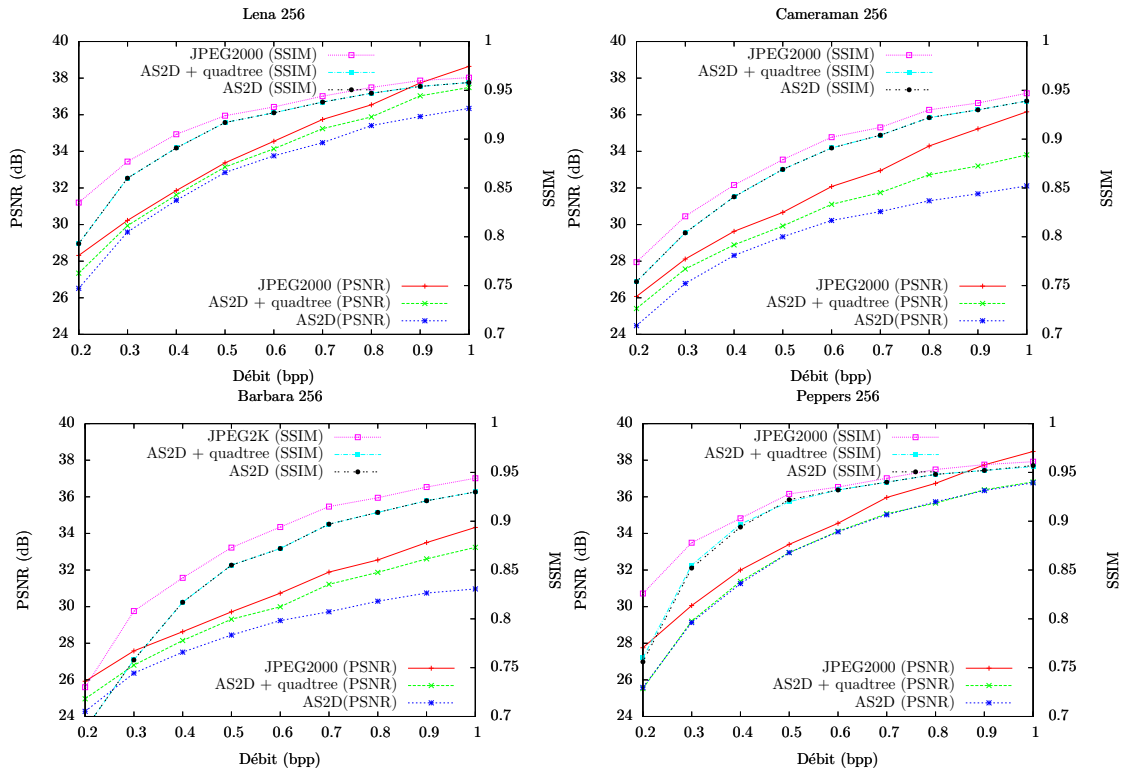 Lena 256
40
38
36
34
32
30
28
26
24
PSNR (dB)
1
0.95
0.9
0.85
0.8
0.75
0.7
SSIM
JPEG2000 (SSIM)
AS2D + quadtree (SSIM)
AS2D (SSIM)
JPEG2000 (PSNR)
AS2D + quadtree (PSNR)
AS2D(PSNR)
0.2 0.3 0.4 0.5 0.6 0.7 0.8 0.9 1
Débit (bpp)
Cameraman 256
40
38
36
34
32
30
28
26
24
PSNR (dB)
1
0.95
0.9
0.85
0.8
0.75
0.7
SSIM
JPEG2000 (SSIM)
AS2D + quadtree (SSIM)
AS2D (SSIM)
JPEG2000 (PSNR)
AS2D + quadtree (PSNR)
AS2D(PSNR)
0.2 0.3 0.4 0.5 0.6 0.7 0.8 0.9 1
Débit (bpp)
Barbara 256
40
38
36
34
32
30
28
26
24
PSNR (dB)
1
0.95
0.9
0.85
0.8
0.75
0.7
SSIM
JPEG2K (SSIM)
AS2D + quadtree (SSIM)
AS2D (SSIM)
JPEG2000 (PSNR)
AS2D + quadtree (PSNR)
AS2D(PSNR)
0.2 0.3 0.4 0.5 0.6 0.7 0.8 0.9 1
Débit (bpp)
Peppers 256
40
38
36
34
32
30
28
26
24
PSNR (dB)
1
0.95
0.9
0.85
0.8
0.75
0.7
SSIM
JPEG2000 (SSIM)
AS2D + quadtree (SSIM)
AS2D (SSIM)
JPEG2000 (PSNR)
AS2D + quadtree (PSNR)
AS2D (PSNR)
0.2 0.3 0.4 0.5 0.6 0.7 0.8 0.9 1
Débit (bpp)